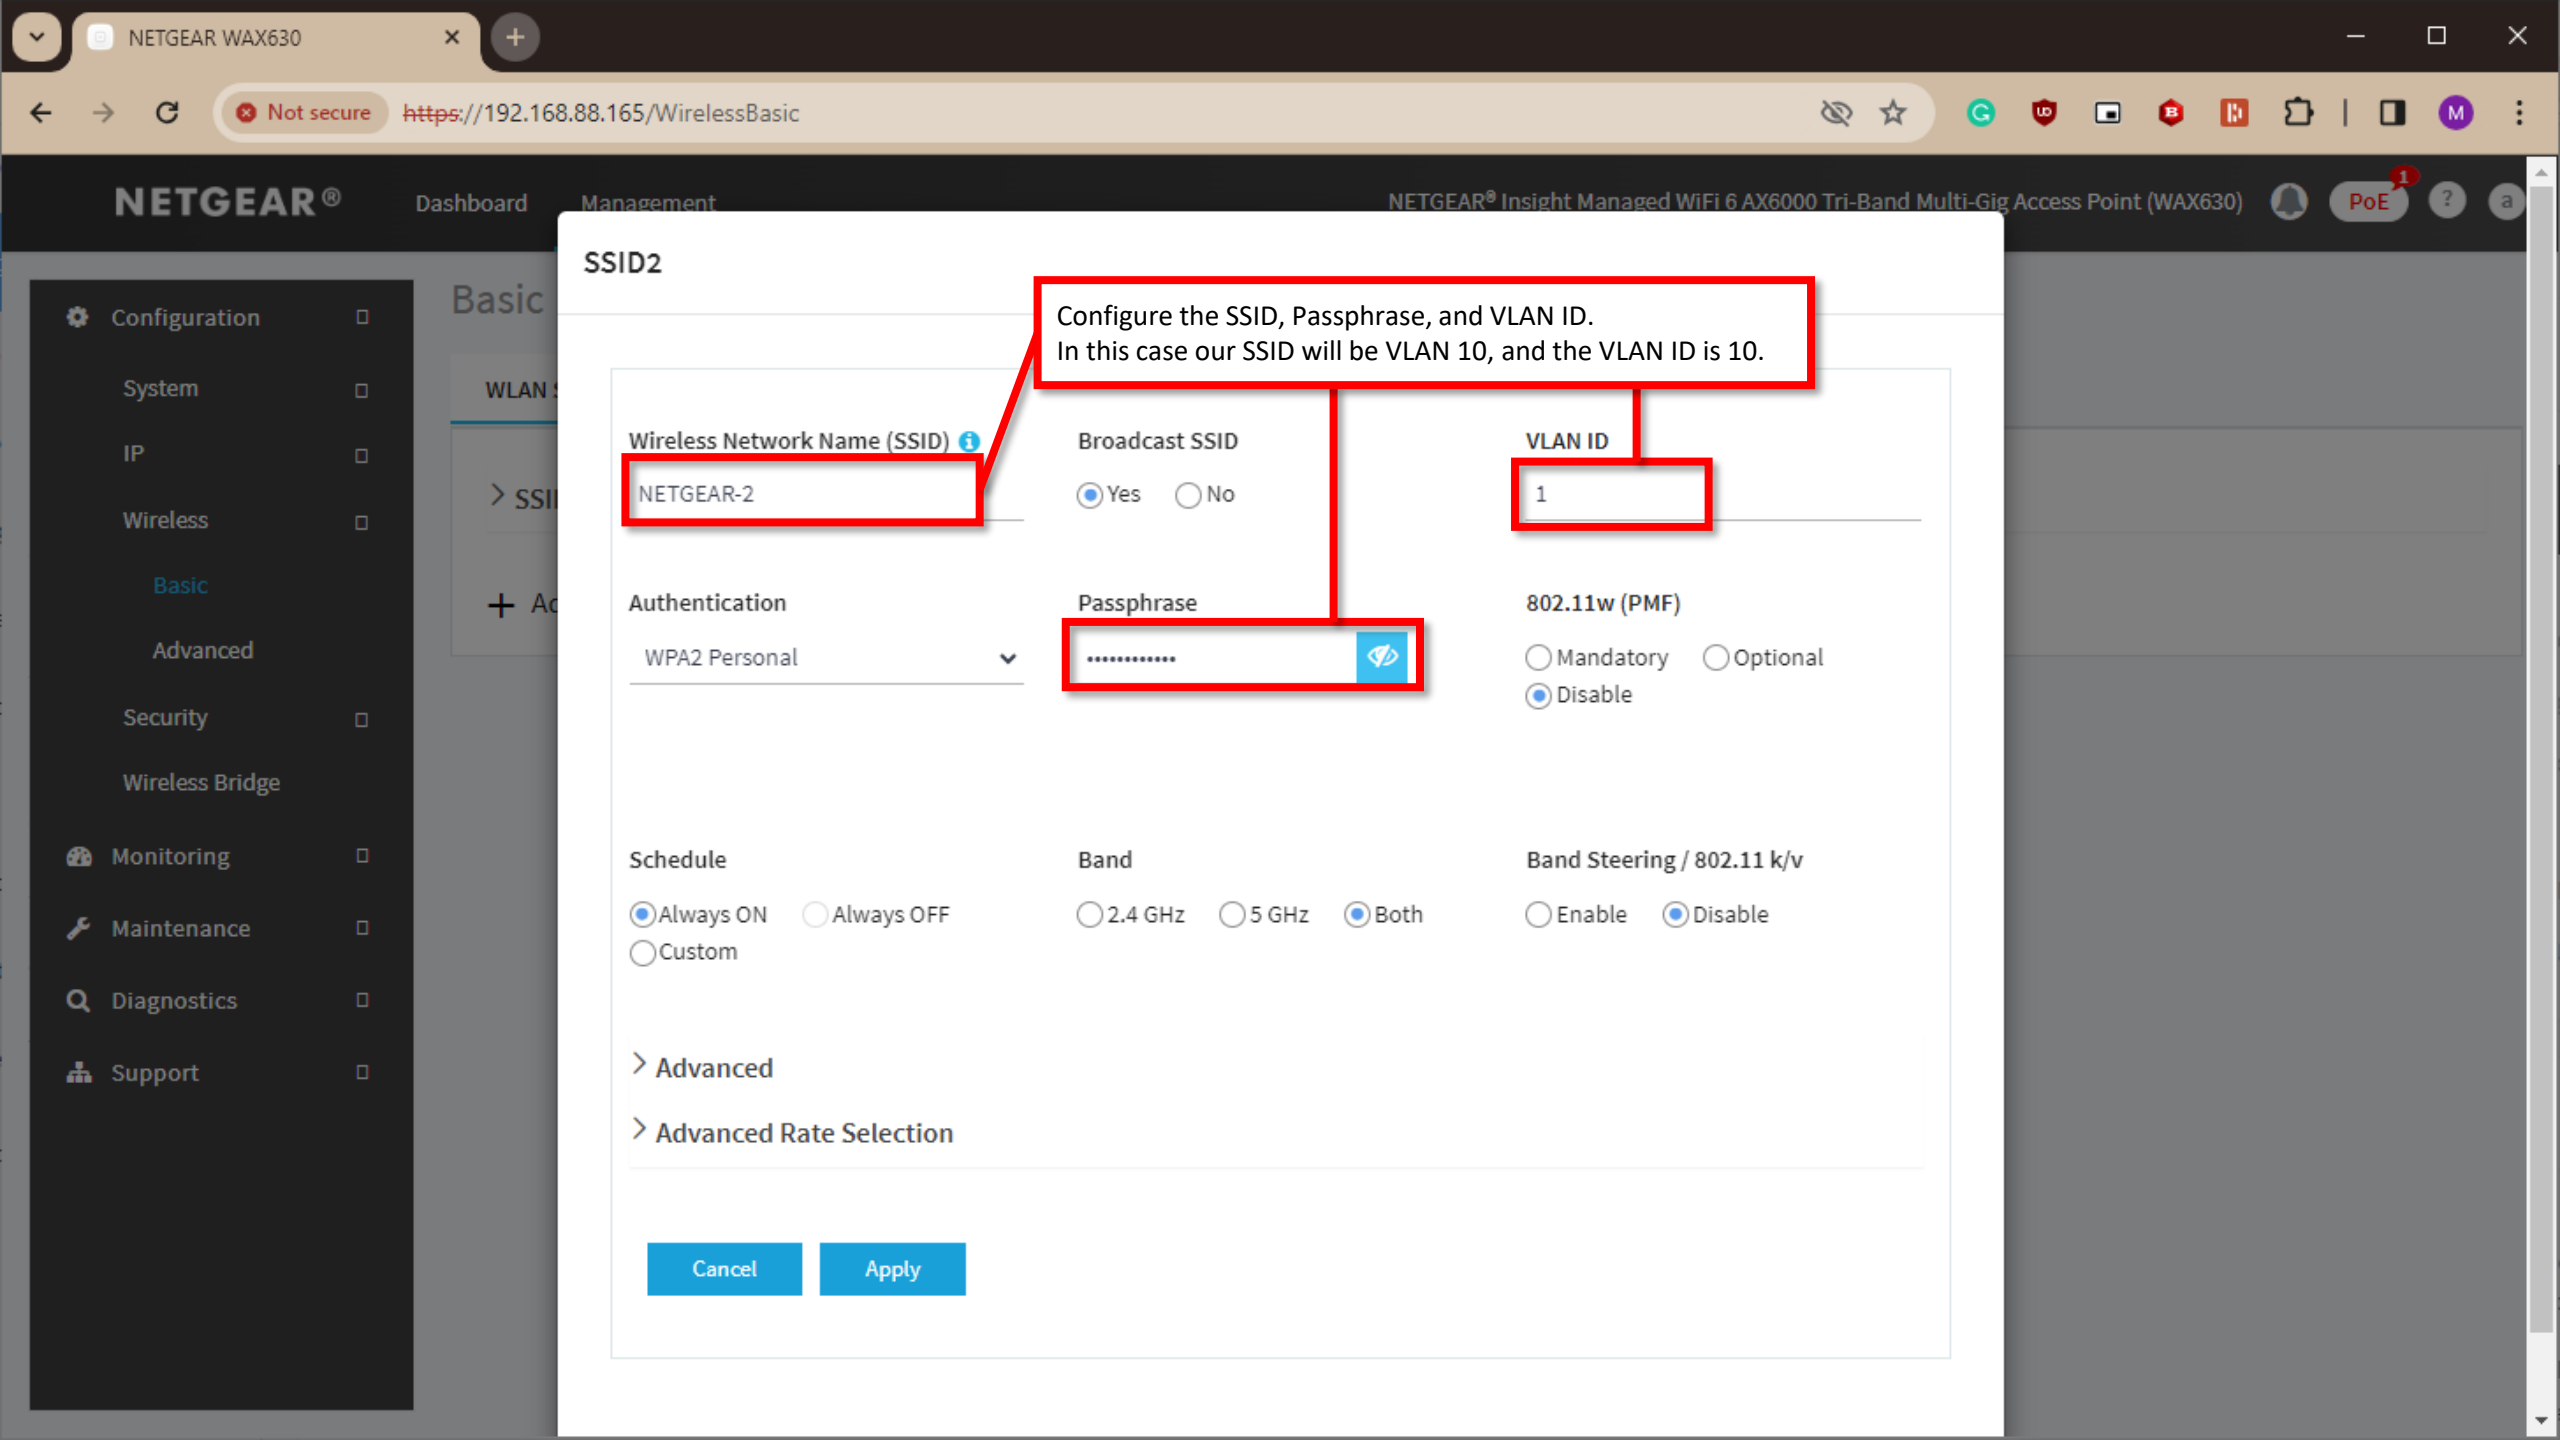 NETGEAR WAX630
Not secure https://192.168.88.165/WirelessBasic
M
NETGEAR®
Dashboard
Management
NETGEAR® Insight Managed WiFi 6 AX6000 Tri-Band Multi-Gig Access Point (WAX630)
PoE
1
?
a
Configuration
System
IP
Wireless
Basic
Advanced
Security
Wireless Bridge
Monitoring
Maintenance
Diagnostics
Support
Basic
WLAN
SSID2
Configure the SSID, Passphrase, and VLAN ID.
In this case our SSID will be VLAN 10, and the VLAN ID is 10.
Wireless Network Name (SSID)
NETGEAR-2
Broadcast SSID
Yes No
VLAN ID
1
Authentication
WPA2 Personal
Passphrase
••••••••••••
802.11w (PMF)
Mandatory Optional
Disable
Schedule
Always ON Always OFF
Custom
Band
2.4 GHz 5 GHz Both
Band Steering / 802.11 k/v
Enable Disable
Advanced
Advanced Rate Selection
Cancel Apply